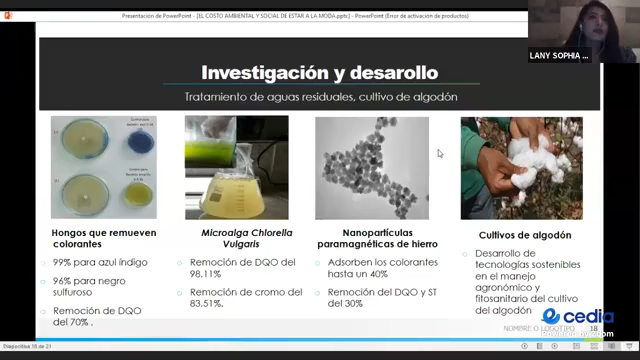 Presentación de PowerPoint - [EL COSTO AMBIENTAL Y SOCIAL DE ESTAR A LA MODA.pptx] - PowerPoint (Error de activación de productos)
LANY SOPHIA ...
Investigación y desarollo
Tratamiento de aguas residuales, cultivo de algodón
Hongos que remueven
colorantes
99% para azul índigo
96% para negro
sulfuroso
Remoción de DQO
del 70% .
Microalga Chlorella
Vulgaris
Remoción de DQO del
98,11%
Remoción de cromo del
83.51%.
Nanopartículas
paramagnéticas de hierro
Adsorben los colorantes
hasta un 40%
Remoción del DQO y ST
del 30%
Cultivos de algodón
Desarrollo de
tecnologías sostenibles
en el manejo
agronómico y
fitosanitario del cultivo
del algodón
cedia
NOMBRE O LOGOTIPO
18